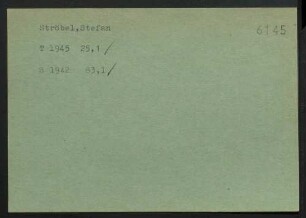 Ströbel,Stefan
6145
T 1945 25,1/
S 1942 63,1/